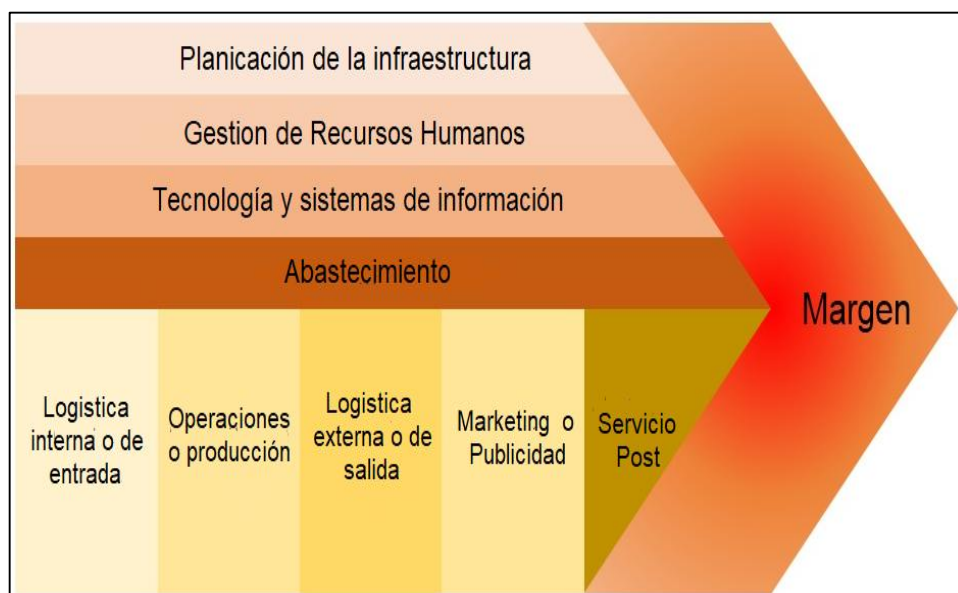 Planicación de la infraestructura
Gestion de Recursos Humanos
Tecnología y sistemas de información
Abastecimiento
Margen
Logistica
interna o de
entrada
Operaciones
o producción
Logistica
externa o de
salida
Marketing o
Publicidad
Servicio
Post